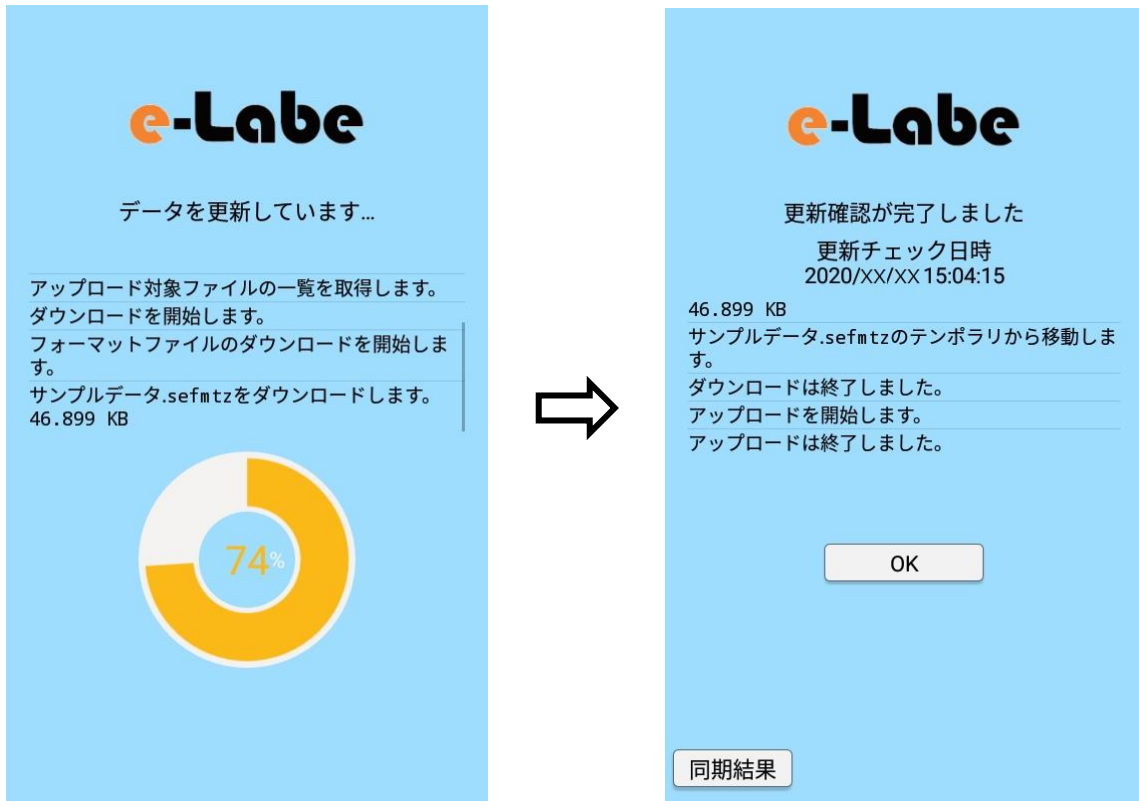 e-Labe
データを更新しています...
アップロード対象ファイルの一覧を取得します。
ダウンロードを開始します。
フォーマットファイルのダウンロードを開始しま
す。
サンプルデータ.sefmtzをダウンロードします。
46.899 KB
74%
e-Labe
更新確認が完了しました
更新チェック日時
2020/XX/XX 15:04:15
46.899 KB
サンプルデータ.sefmtzのテンポラリから移動しま
す。
ダウンロードは終了しました。
アップロードを開始します。
アップロードは終了しました。
OK
同期結果